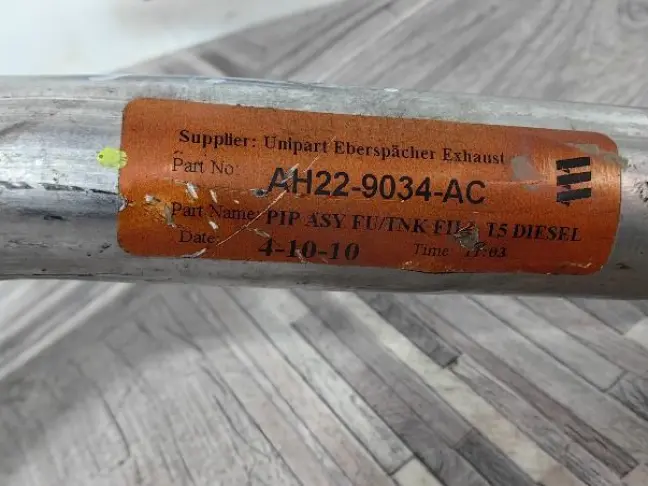 Supplier: Unipart Eberspächer Exhaust
Part No: AH22-9034-AC
Part Name: PIP ASY FU/TNK FILL T5 DIESEL
Date: 4-10-10 Time: